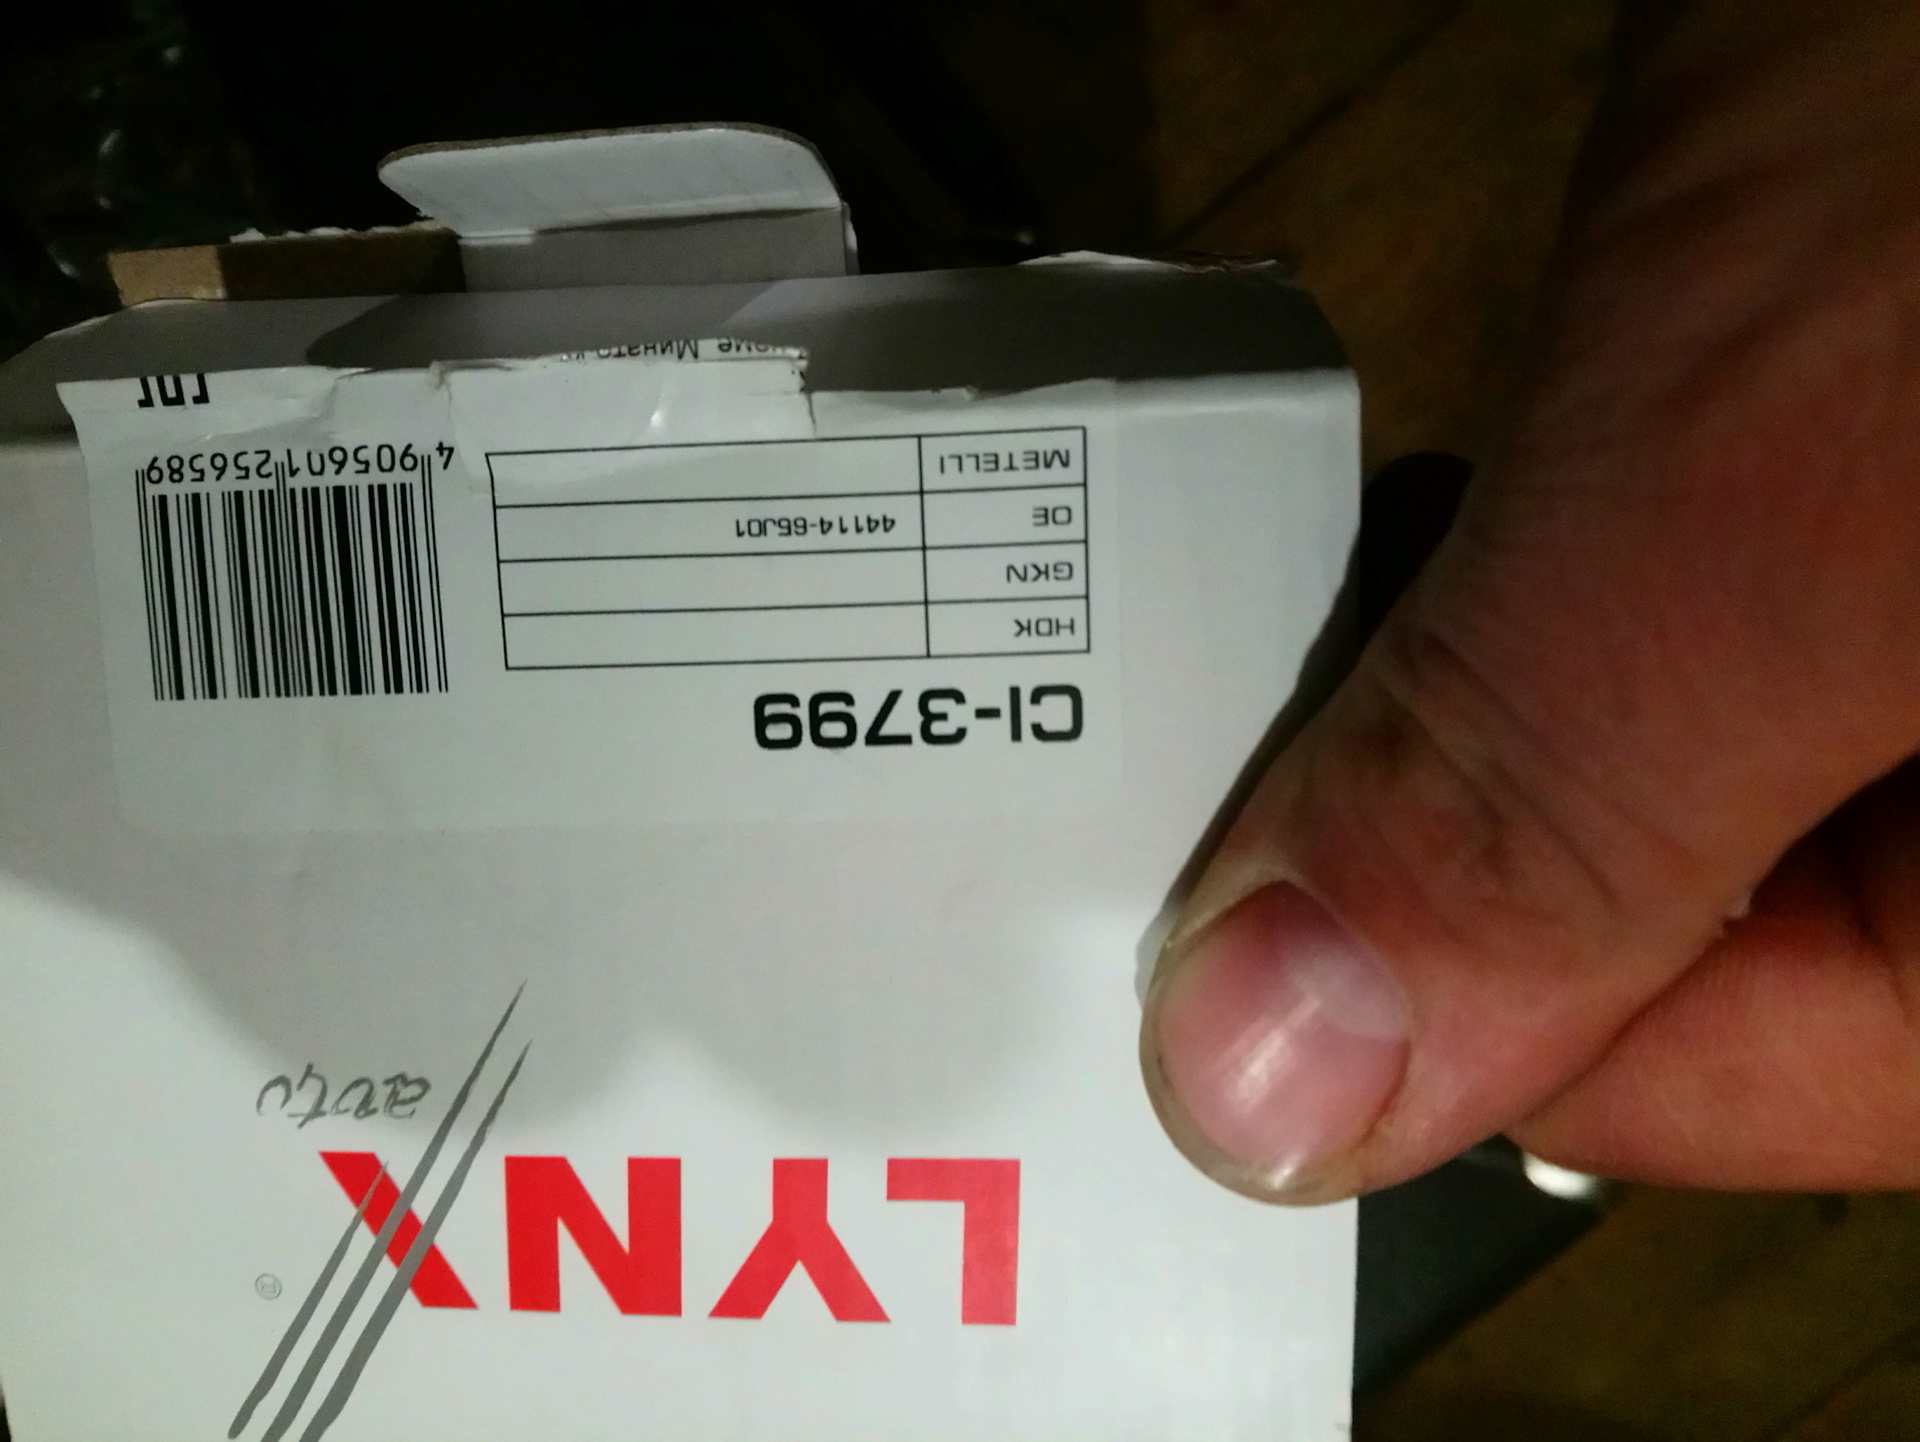 LYNX
®
auto
CI-3799
HDK
GKN
OE 44114-65J01
METELLI
4 905601 256589